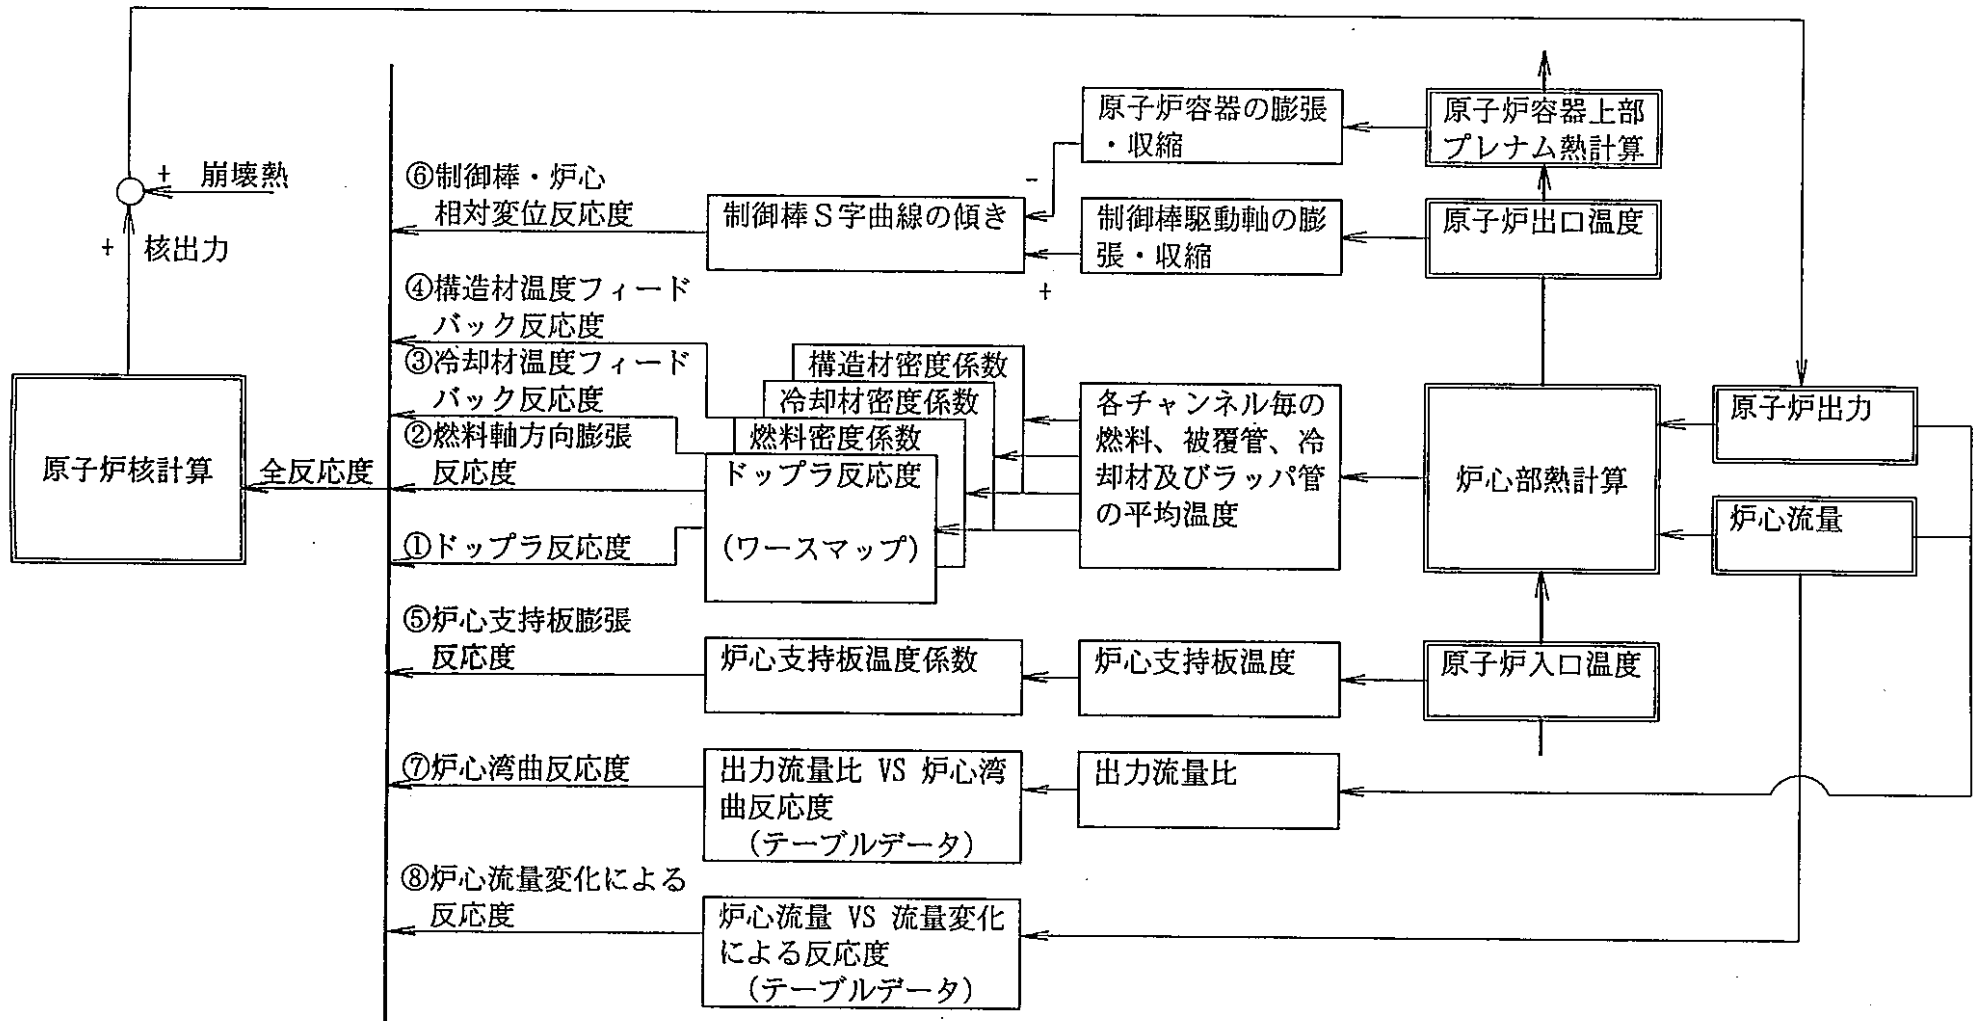 原子炉容器の膨張
・収縮
原子炉容器上部
プレナム熱計算
+ 崩壊熱
⑥制御棒・炉心
相対変位反応度
-
制御棒S字曲線の傾き
制御棒駆動軸の膨
張・収縮
原子炉出口温度
+ 核出力
+
④構造材温度フィード
バック反応度
③冷却材温度フィード
バック反応度
②燃料軸方向膨張
反応度
①ドップラ反応度
構造材密度係数
冷却材密度係数
燃料密度係数
ドップラ反応度
(ワースマップ)
各チャンネル毎の
燃料、被覆管、冷
却材及びラッパ管
の平均温度
炉心部熱計算
原子炉出力
炉心流量
原子炉核計算
全反応度
⑤炉心支持板膨張
反応度
炉心支持板温度係数
炉心支持板温度
原子炉入口温度
⑦炉心湾曲反応度
出力流量比 VS 炉心湾
曲反応度
(テーブルデータ)
出力流量比
⑧炉心流量変化による
反応度
炉心流量 VS 流量変化
による反応度
(テーブルデータ)